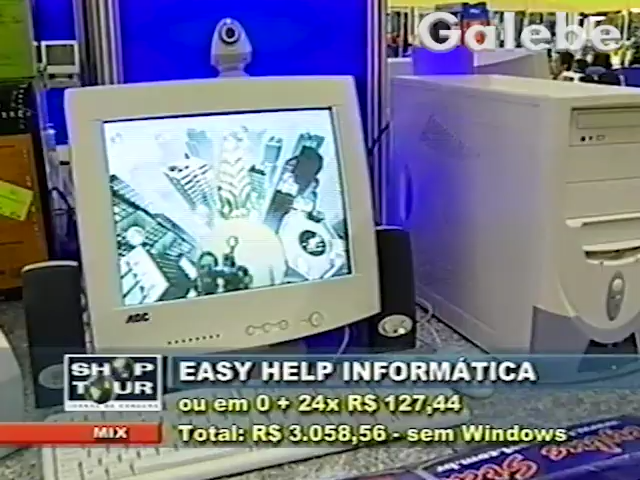 Galebe
AOC
SHOP
TOUR
MIX
EASY HELP INFORMÁTICA
ou em 0 + 24x R$ 127,44
Total: R$ 3.058,56 - sem Windows